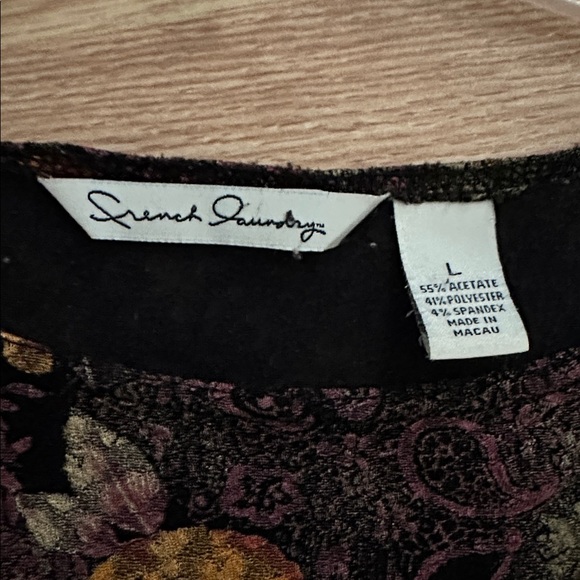 French Laundry™
L
55% ACETATE
41% POLYESTER
4% SPANDEX
MADE IN
MACAU